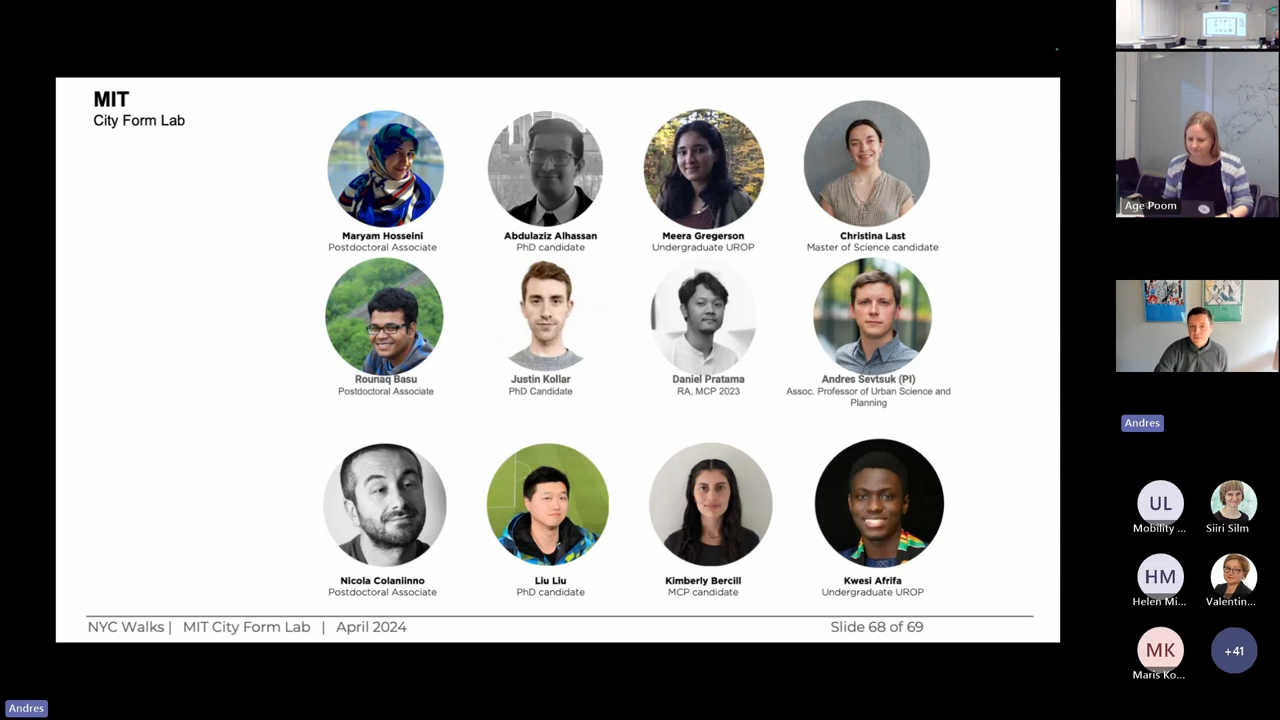 MIT
City Form Lab
Maryam Hosseini
Postdoctoral Associate
Abdulaziz Alhassan
PhD candidate
Meera Gregerson
Undergraduate UROP
Christina Last
Master of Science candidate
Rounaq Basu
Postdoctoral Associate
Justin Kollar
PhD Candidate
Daniel Pratama
RA, MCP 2023
Andres Sevtsuk (PI)
Assoc. Professor of Urban Science and
Planning
Nicola Colaniinno
Postdoctoral Associate
Liu Liu
PhD candidate
Kimberly Bercill
MCP candidate
Kwesi Afrifa
Undergraduate UROP
NYC Walks | MIT City Form Lab | April 2024
Slide 68 of 69
Andres
Age Poom
Andres
UL
Mobility ...
Siiri Silm
HM
Helen Mi...
Valentin...
MK
Maris Ko...
+41